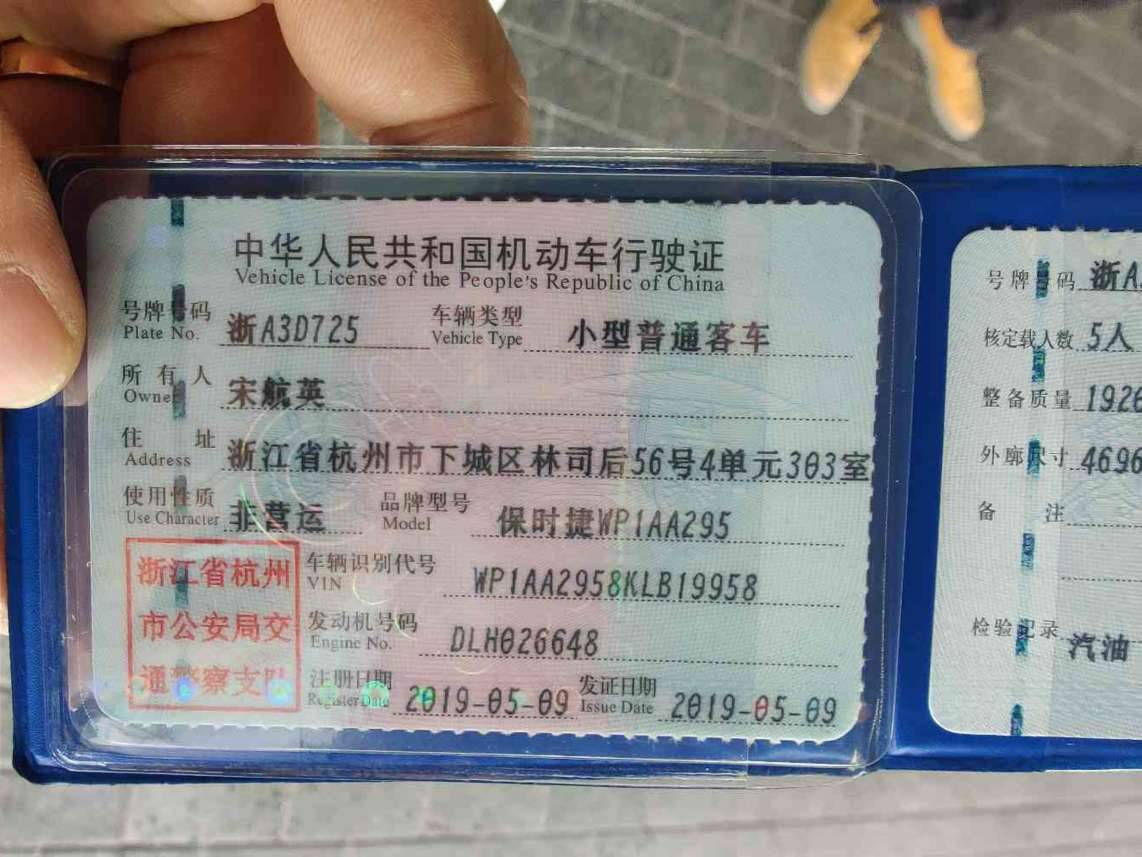 中华人民共和国机动车行驶证
Vehicle License of the People's Republic of China
号牌号码 浙A3D725 车辆类型 小型普通客车
Plate No. Vehicle Type
所有人 宋航英
Owner
住址 浙江省杭州市下城区林司后56号4单元303室
Address
使用性质 非营运 品牌型号 保时捷WP1AA295
Use Character Model
车辆识别代号 WP1AA2958KLB19958
VIN
发动机号码 DLH026648
Engine No.
注册日期 2019-05-09 发证日期 2019-05-09
Register Date Issue Date
浙江省杭州
市公安局交
通警察支队
号牌号码 浙A
核定载人数 5人
整备质量 1926
外廓尺寸 4696
备注
检验记录 汽油